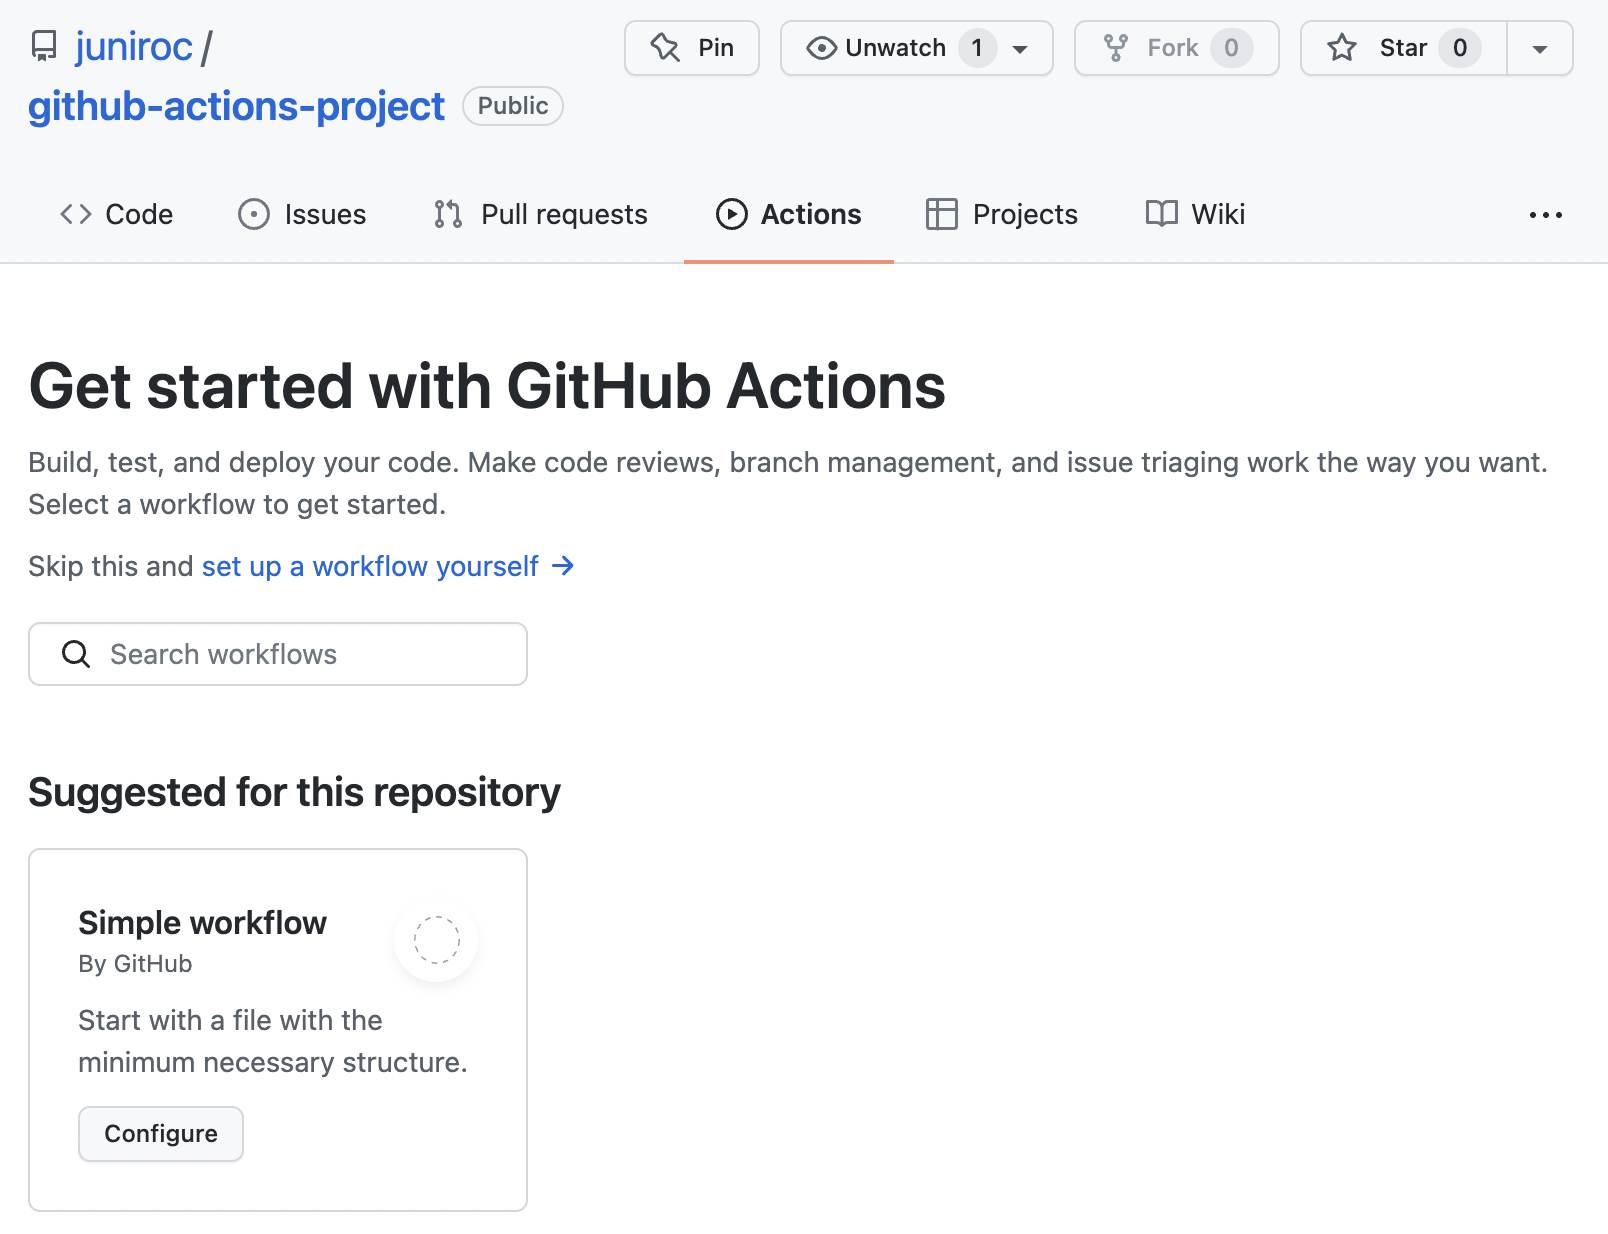 juniroc /
Pin
Unwatch 1
Fork 0
Star 0
github-actions-project Public
Code
Issues
Pull requests
Actions
Projects
Wiki
Get started with GitHub Actions
Build, test, and deploy your code. Make code reviews, branch management, and issue triaging work the way you want.
Select a workflow to get started.
Skip this and set up a workflow yourself →
Search workflows
Suggested for this repository
Simple workflow
By GitHub
Start with a file with the
minimum necessary structure.
Configure